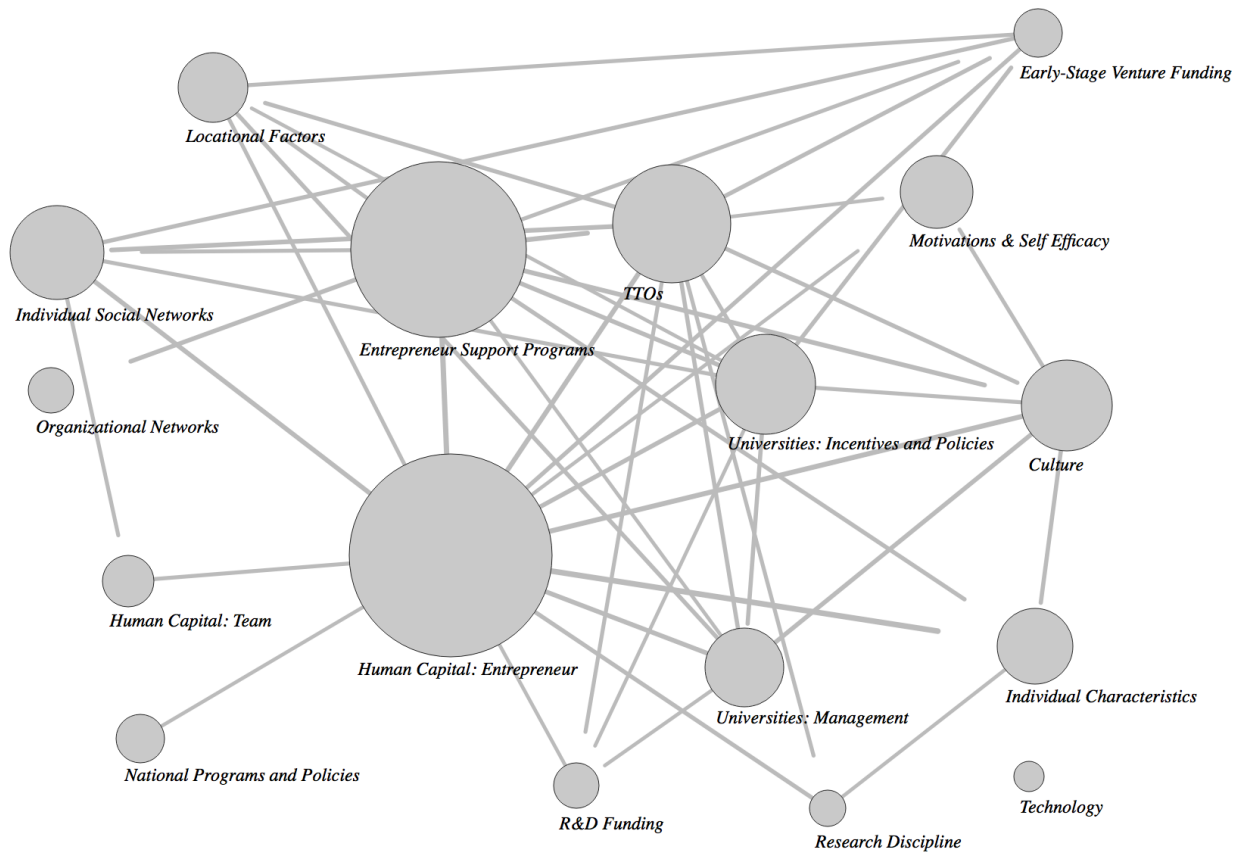 Early-Stage Venture Funding
Locational Factors
Motivations & Self Efficacy
TTOs
Individual Social Networks
Entrepreneur Support Programs
Organizational Networks
Universities: Incentives and Policies
Culture
Human Capital: Team
Human Capital: Entrepreneur
Individual Characteristics
Universities: Management
National Programs and Policies
Technology
R&D Funding
Research Discipline